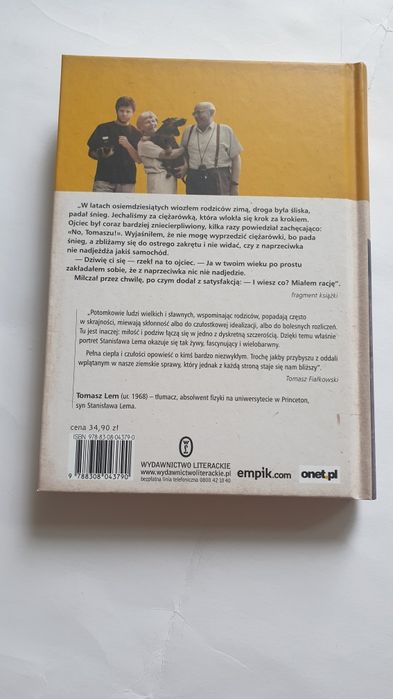 „W latach osiemdziesiątych wiozłem rodziców zimą, droga była śliska,
padał śnieg. Jechaliśmy za ciężarówką, która wlokła się krok za krokiem.
Ojciec był coraz bardziej zniecierpliwiony, kilka razy powiedział zachęcająco:
«No, Tomaszu!». Wyjaśniłem, że nie mogę wyprzedzić ciężarówki, bo pada
śnieg, a zbliżamy się do ostrego zakrętu i nie widać, czy z naprzeciwka
nie nadjeżdża jakiś samochód.
— Dziwię ci się — rzekł na to ojciec. — Ja w twoim wieku po prostu
zakładałem sobie, że z naprzeciwka nic nie nadjedzie.
Milczał przez chwilę, po czym dodał z satysfakcją: — I wiesz co? Miałem rację”.
fragment książki
„Potomkowie ludzi wielkich i sławnych, wspominając rodziców, popadają często
w skrajności, miewają skłonność albo do czułostkowej idealizacji, albo do bolesnych rozliczeń.
Tu jest inaczej: miłość i podziw łączą się w jedno z dyskretną szczerością. Dzięki temu właśnie
portret Stanisława Lema okazuje się tak żywy, fascynujący i wielobarwny.
Pełna ciepła i czułości opowieść o kimś bardzo niezwykłym. Trochę jakby przybyszu z oddali
wplątanym w nasze ziemskie sprawy, który jednak z każdą stroną staje się nam bliższy”.
Tomasz Fiałkowski
Tomasz Lem (ur. 1968) – tłumacz, absolwent fizyki na uniwersytecie w Princeton,
syn Stanisława Lema.
cena 34,90 zł
ISBN 978-83-08-04379-0
9 788308 043790
WYDAWNICTWO LITERACKIE
www.wydawnictwoliterackie.pl
bezpłatna linia telefoniczna 0800 42 10 40
empik.com
onet.pl